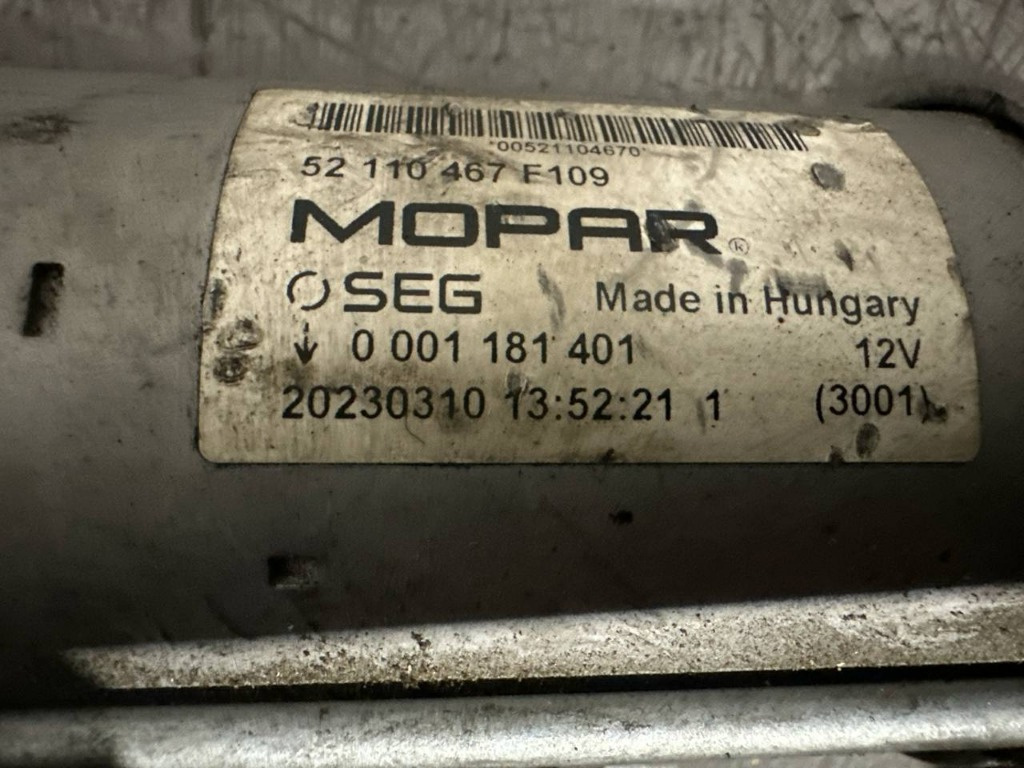 *00521104670*
52 110 467 F109
MOPAR®
SEG Made in Hungary
0 001 181 401 12V
20230310 13:52:21 1 (3001)